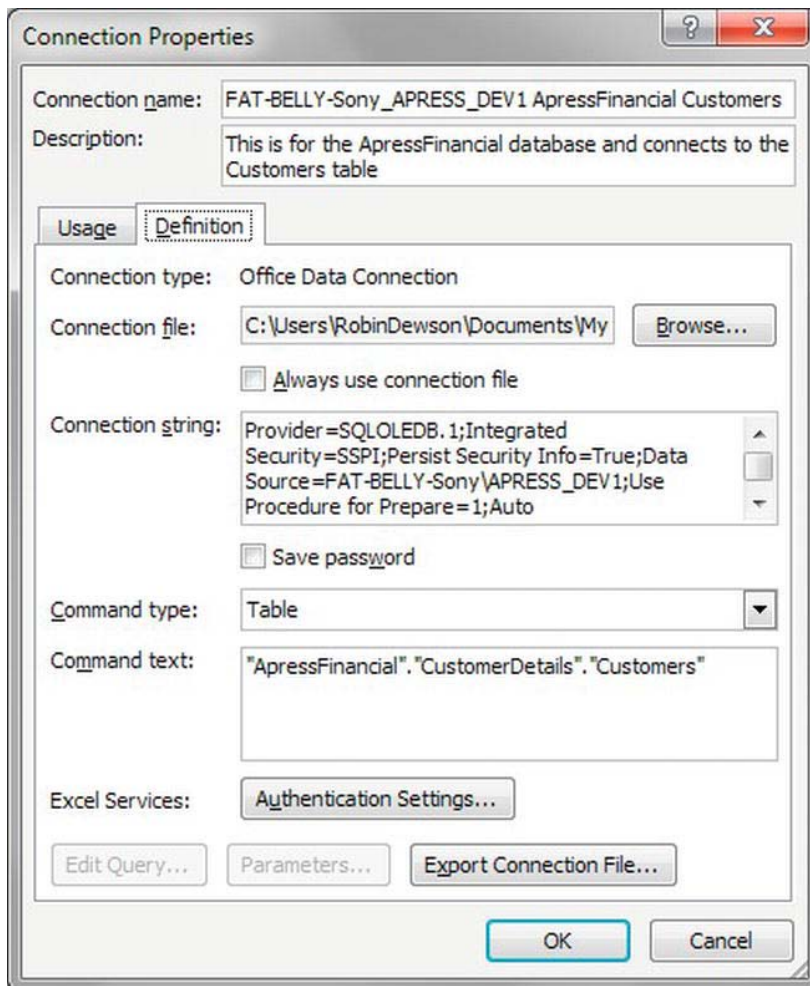 Connection Properties
Connection name: FAT-BELLY-Sony_APRESS_DEV1 ApressFinancial Customers
Description: This is for the ApressFinancial database and connects to the
Customers table
Usage Definition
Connection type: Office Data Connection
Connection file: C:\Users\RobinDewson\Documents\My Browse...
Always use connection file
Connection string: Provider=SQLOLEDB.1;Integrated
Security=SSPI;Persist Security Info=True;Data
Source=FAT-BELLY-Sony\APRESS_DEV1;Use
Procedure for Prepare=1;Auto
Save password
Command type: Table
Command text: "ApressFinancial"."CustomerDetails"."Customers"
Excel Services: Authentication Settings...
Edit Query... Parameters... Export Connection File...
OK Cancel